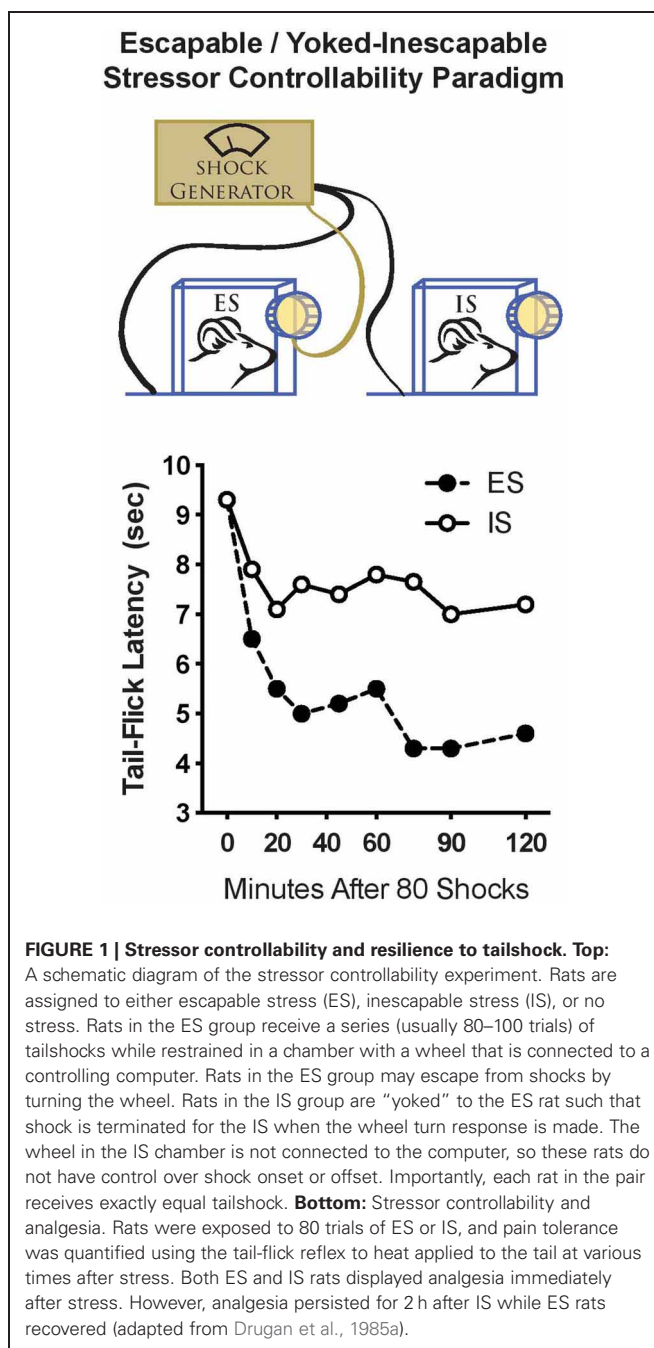 Escapable / Yoked-Inescapable
Stressor Controllability Paradigm
SHOCK
GENERATOR
ES
IS
10
9
8
7
6
5
4
3
Tail-Flick Latency (sec)
ES
IS
0 20 40 60 90 120
Minutes After 80 Shocks
FIGURE 1 | Stressor controllability and resilience to tailshock. Top:
A schematic diagram of the stressor controllability experiment. Rats are
assigned to either escapable stress (ES), inescapable stress (IS), or no
stress. Rats in the ES group receive a series (usually 80–100 trials) of
tailshocks while restrained in a chamber with a wheel that is connected to a
controlling computer. Rats in the ES group may escape from shocks by
turning the wheel. Rats in the IS group are “yoked” to the ES rat such that
shock is terminated for the IS when the wheel turn response is made. The
wheel in the IS chamber is not connected to the computer, so these rats do
not have control over shock onset or offset. Importantly, each rat in the pair
receives exactly equal tailshock. Bottom: Stressor controllability and
analgesia. Rats were exposed to 80 trials of ES or IS, and pain tolerance
was quantified using the tail-flick reflex to heat applied to the tail at various
times after stress. Both ES and IS rats displayed analgesia immediately
after stress. However, analgesia persisted for 2 h after IS while ES rats
recovered (adapted from Drugan et al., 1985a).